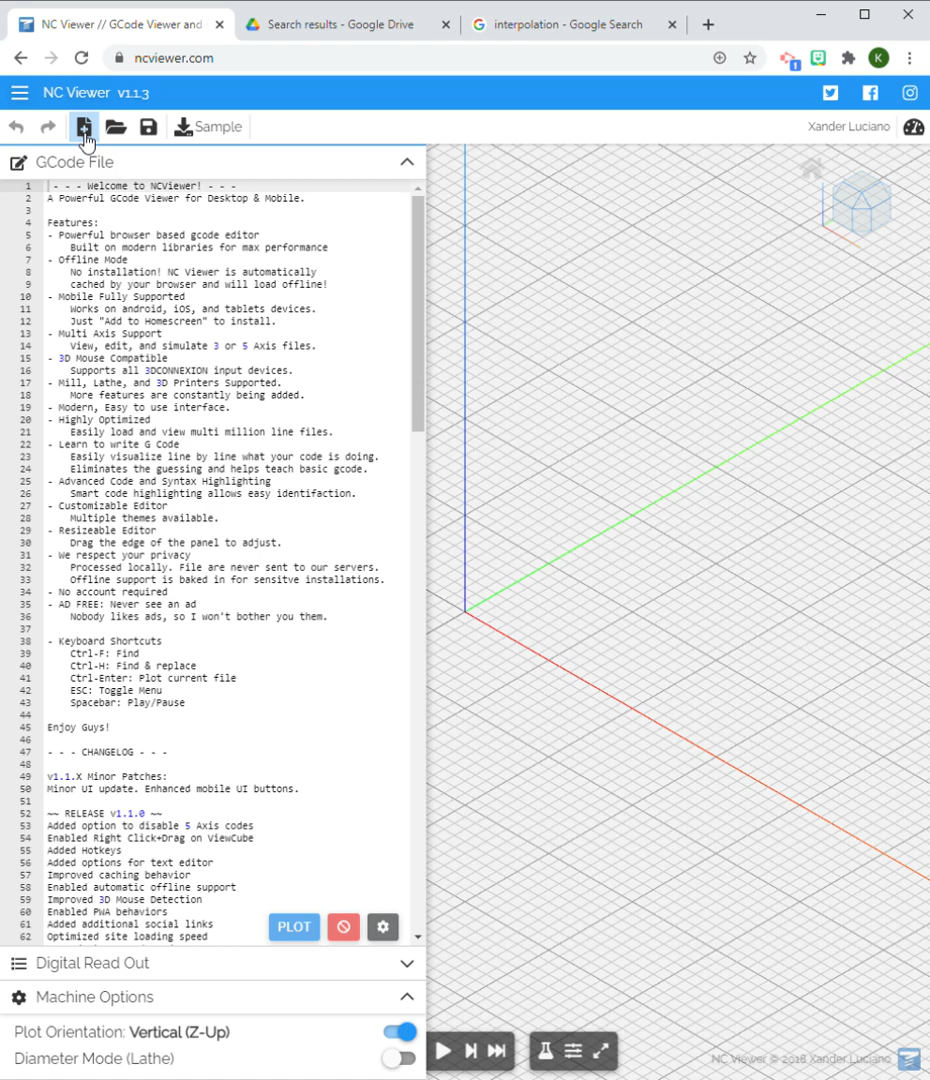 NC Viewer // GCode Viewer and
Search results - Google Drive
interpolation - Google Search
ncviewer.com
1
K
NC Viewer v1.1.3
Sample
Xander Luciano
GCode File
1 - - - Welcome to NCViewer! - - -
2 A Powerful GCode Viewer for Desktop & Mobile.
3
4 Features:
5 - Powerful browser based gcode editor
6 Built on modern libraries for max performance
7 - Offline Mode
8 No installation! NC Viewer is automatically
9 cached by your browser and will load offline!
10 - Mobile Fully Supported
11 Works on android, iOS, and tablets devices.
12 Just "Add to Homescreen" to install.
13 - Multi Axis Support
14 View, edit, and simulate 3 or 5 Axis files.
15 - 3D Mouse Compatible
16 Supports all 3DCONNEXION input devices.
17 - Mill, Lathe, and 3D Printers Supported.
18 More features are constantly being added.
19 - Modern, Easy to use interface.
20 - Highly Optimized
21 Easily load and view multi million line files.
22 - Learn to write G Code
23 Easily visualize line by line what your code is doing.
24 Eliminates the guessing and helps teach basic gcode.
25 - Advanced Code and Syntax Highlighting
26 Smart code highlighting allows easy identifaction.
27 - Customizable Editor
28 Multiple themes available.
29 - Resizeable Editor
30 Drag the edge of the panel to adjust.
31 - We respect your privacy
32 Processed locally. File are never sent to our servers.
33 Offline support is baked in for sensitve installations.
34 - No account required
35 - AD FREE: Never see an ad
36 Nobody likes ads, so I won't bother you them.
37
38 - Keyboard Shortcuts
39 Ctrl-F: Find
40 Ctrl-H: Find & replace
41 Ctrl-Enter: Plot current file
42 ESC: Toggle Menu
43 Spacebar: Play/Pause
44
45 Enjoy Guys!
46
47 - - - CHANGELOG - - -
48
49 v1.1.X Minor Patches:
50 Minor UI update. Enhanced mobile UI buttons.
51
52 ~~ RELEASE v1.1.0 ~~
53 Added option to disable 5 Axis codes
54 Enabled Right Click+Drag on ViewCube
55 Added Hotkeys
56 Added options for text editor
57 Improved caching behavior
58 Enabled automatic offline support
59 Improved 3D Mouse Detection
60 Enabled PWA behaviors
61 Added additional social links
62 Optimized site loading speed
PLOT
Digital Read Out
Machine Options
Plot Orientation: Vertical (Z-Up)
Diameter Mode (Lathe)
NC Viewer © 2018 Xander Luciano